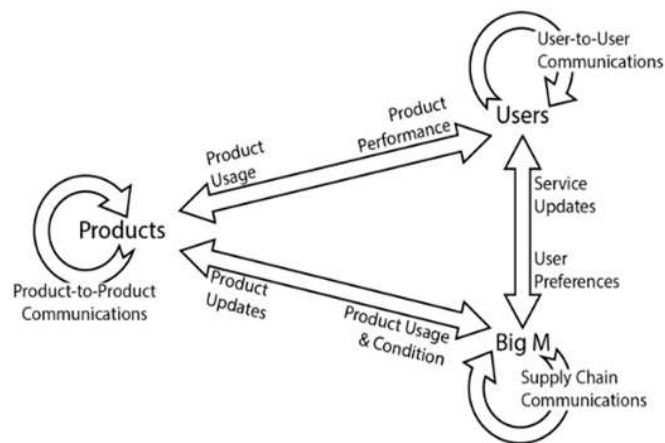 User-to-User
Communications
Users
Product
Performance
Product
Usage
Service
Updates
Products
User
Preferences
Product-to-Product
Communications
Product
Updates
Product Usage
& Condition
Big M
Supply Chain
Communications